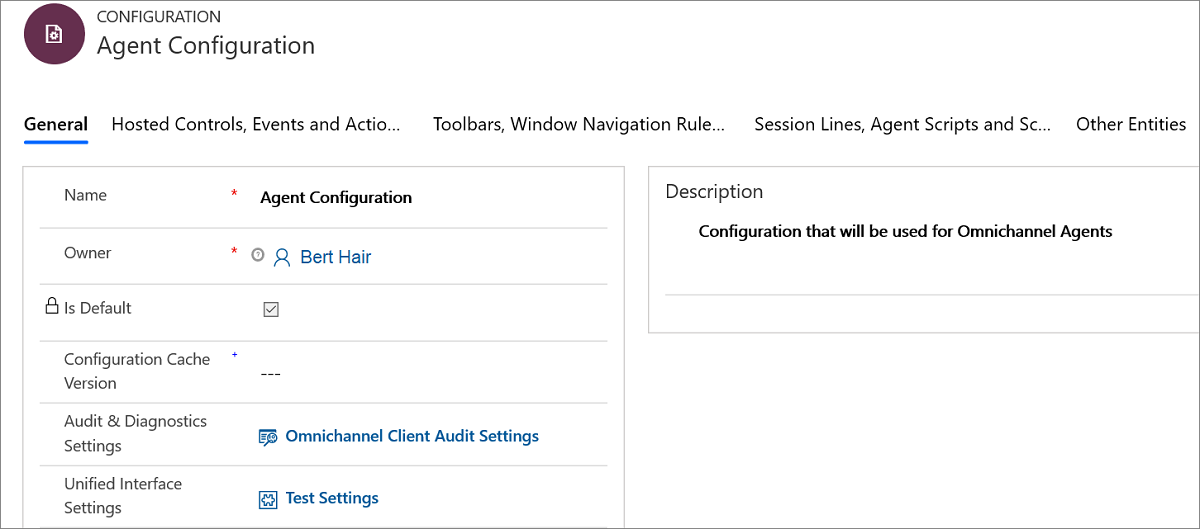 CONFIGURATION
Agent Configuration
General Hosted Controls, Events and Actio... Toolbars, Window Navigation Rule... Session Lines, Agent Scripts and Sc... Other Entities
Name * Agent Configuration
Owner * Bert Hair
Is Default
Configuration Cache +
Version ---
Audit & Diagnostics
Settings
Omnichannel Client Audit Settings
Unified Interface
Settings
Test Settings
Description
Configuration that will be used for Omnichannel Agents